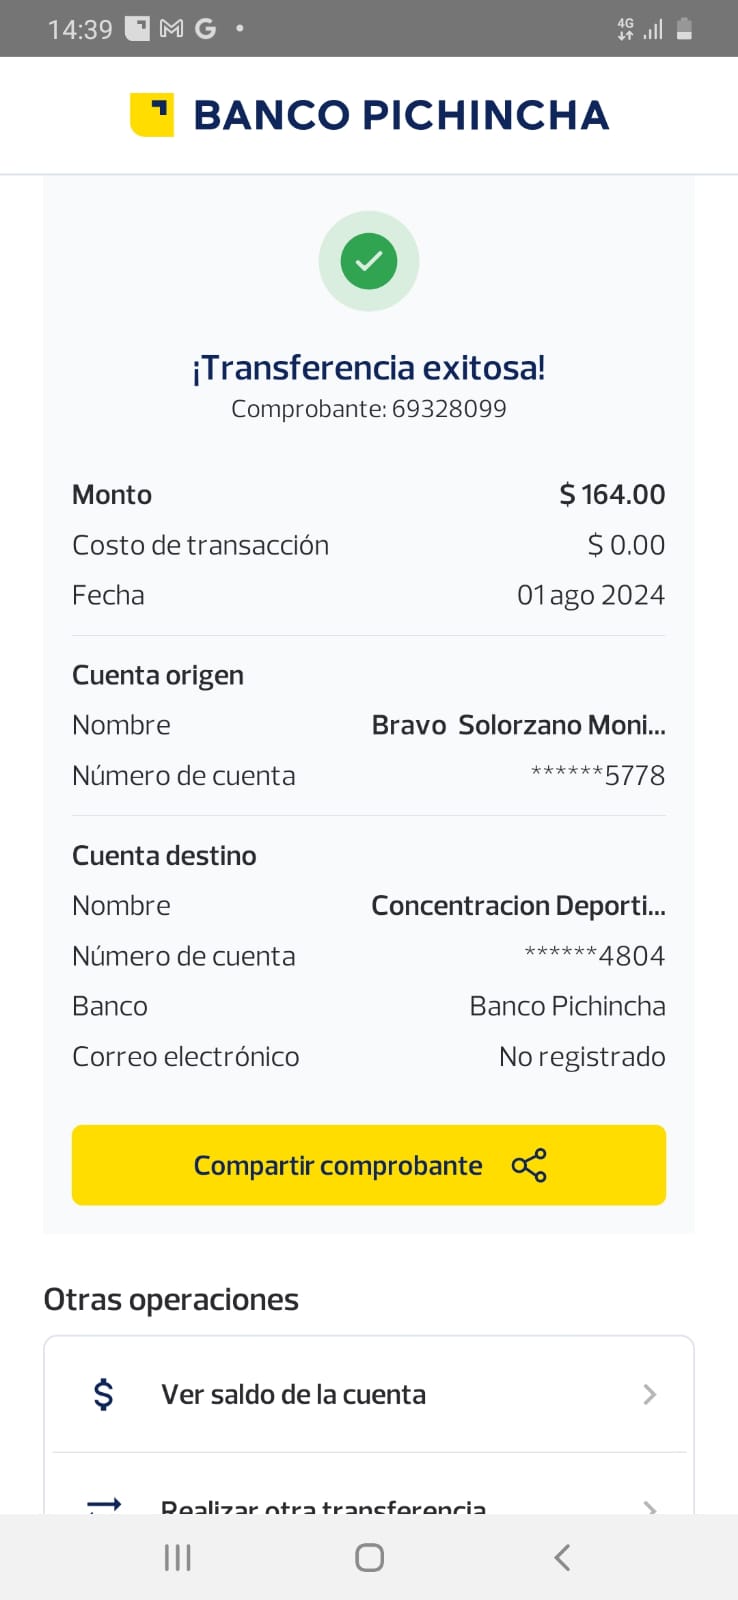 14:39 G 4G
BANCO PICHINCHA
¡Transferencia exitosa!
Comprobante: 69328099
Monto $ 164.00
Costo de transacción $ 0.00
Fecha 01 ago 2024
Cuenta origen
Nombre Bravo Solorzano Moni...
Número de cuenta ******5778
Cuenta destino
Nombre Concentracion Deporti...
Número de cuenta ******4804
Banco Banco Pichincha
Correo electrónico No registrado
Compartir comprobante
Otras operaciones
$ Ver saldo de la cuenta
Realizar otra transferencia